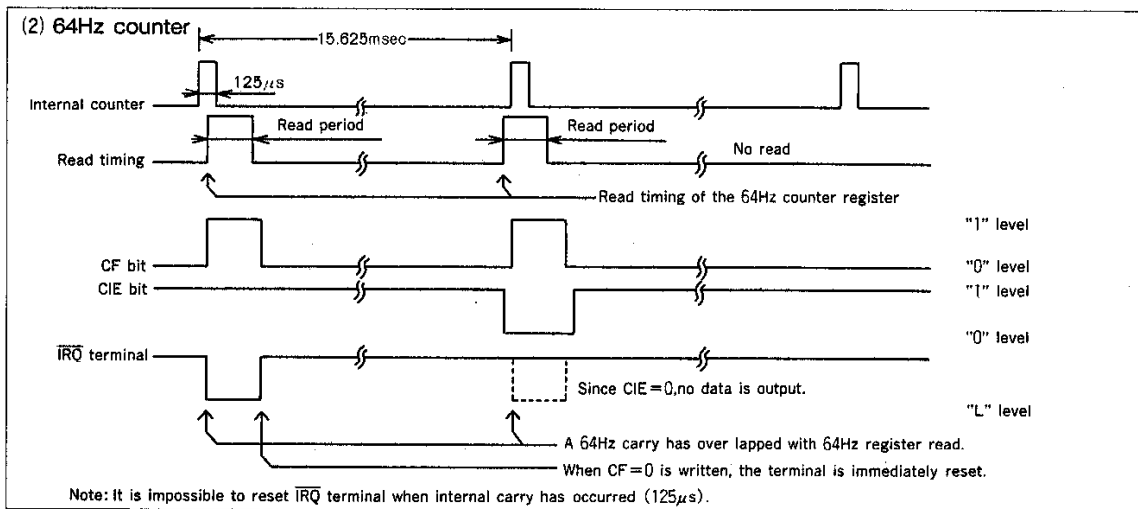 (2) 64Hz counter
15.625msec
125μs
Internal counter
Read period
Read period
Read timing
No read
Read timing of the 64Hz counter register
"1" level
CF bit
"0" level
CIE bit
"1" level
"0" level
IRQ terminal
Since CIE=0,no data is output.
"L" level
A 64Hz carry has over lapped with 64Hz register read.
When CF=0 is written, the terminal is immediately reset.
Note: It is impossible to reset IRQ terminal when internal carry has occurred (125μs).